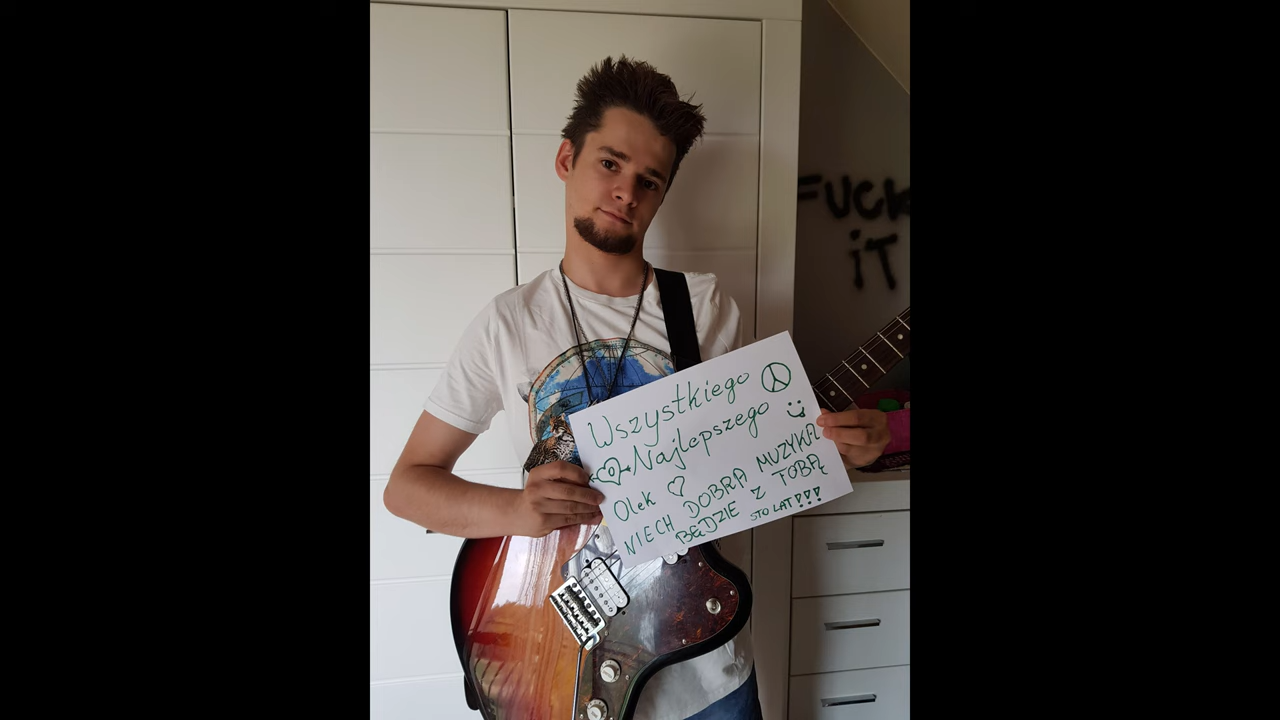 Wszystkiego
Najlepszego
Olek
NIECH DOBRA MUZYKA
BĘDZIE Z TOBĄ
STO LAT!!!
FUCK
iT